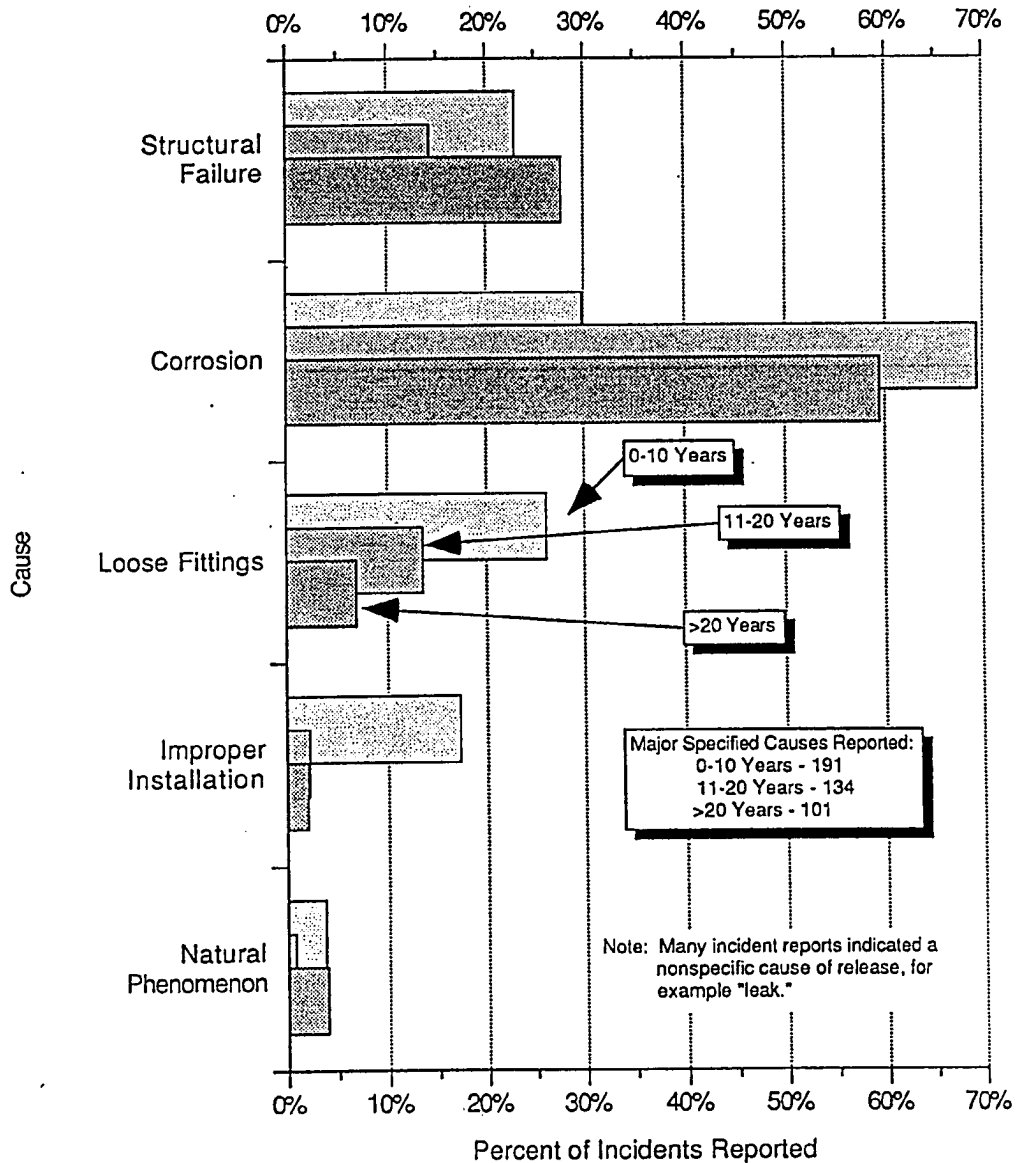 0% 10% 20% 30% 40% 50% 60% 70%
Structural
Failure
Corrosion
0-10 Years
11-20 Years
Loose Fittings
Cause
>20 Years
Improper
Installation
Major Specified Causes Reported:
0-10 Years - 191
11-20 Years - 134
>20 Years - 101
Natural
Phenomenon
Note: Many incident reports indicated a
nonspecific cause of release, for
example "leak."
0% 10% 20% 30% 40% 50% 60% 70%
Percent of Incidents Reported